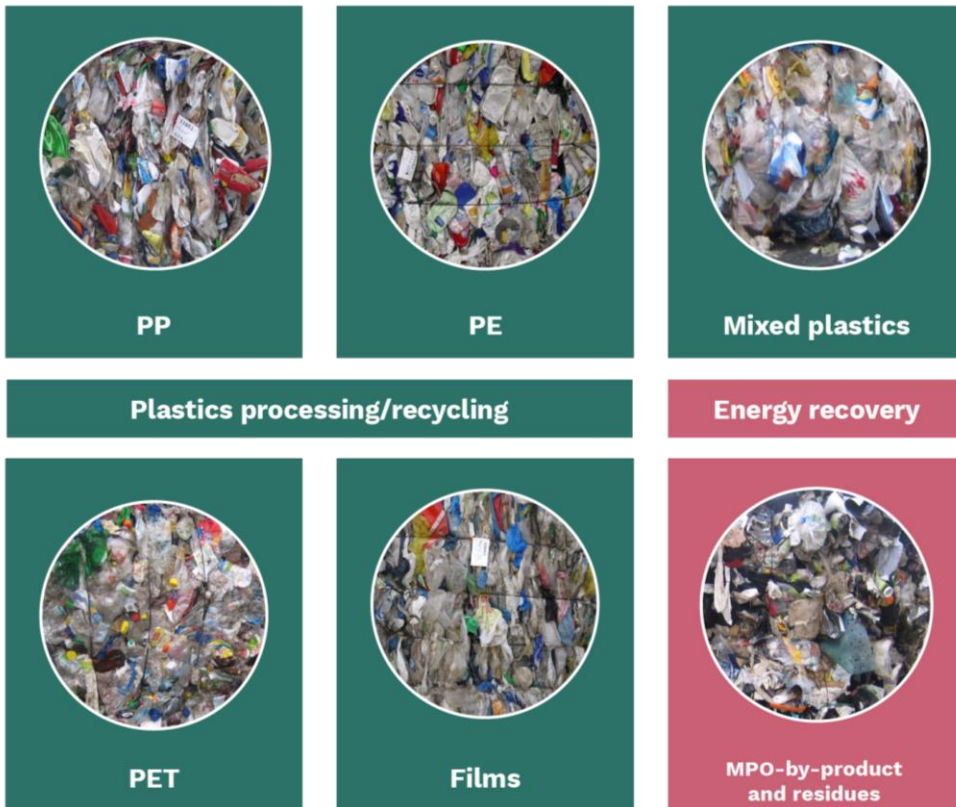 PP
PE
Mixed plastics
Plastics processing/recycling
Energy recovery
PET
Films
MPO-by-product
and residues